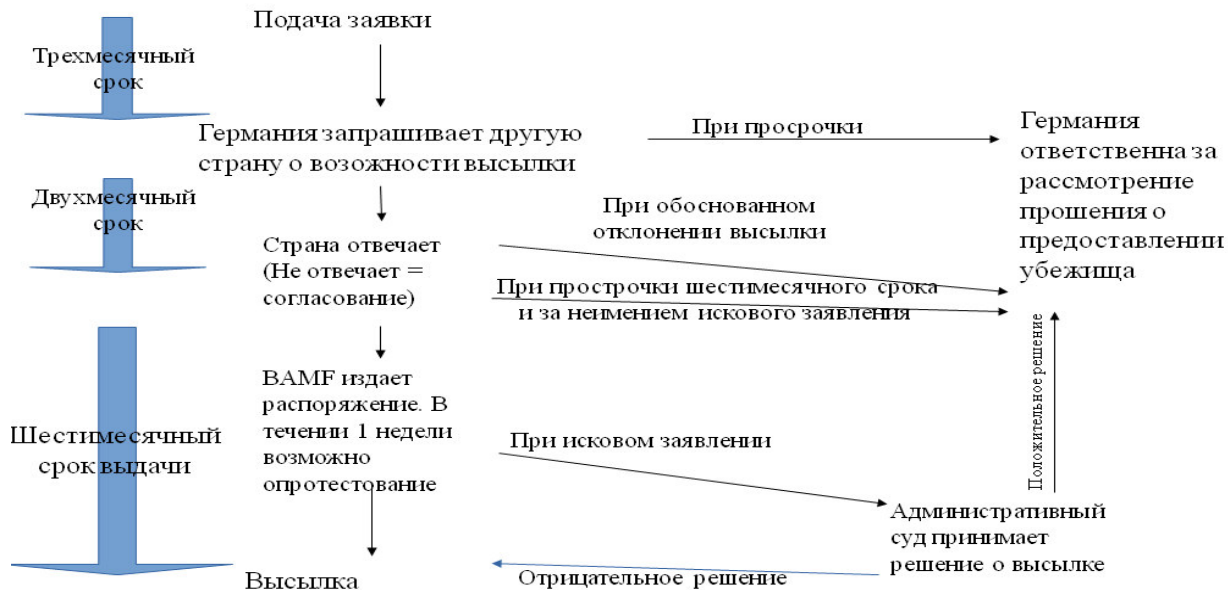 Подача заявки
Трехмесячный
срок
Германия запрашивает другую
страну о возожности высылки
При просрочки
Германия
ответственна за
рассмотрение
прошения о
предоставлении
убежища
Двухмесячный
срок
При обоснованном
отклонении высылки
Страна отвечает
(Не отвечает =
согласование)
При прострочки шестимесячного срока
и за неимением искового заявления
BAMF издает
распоряжение. В
течении 1 недели
возможно
опротестование
Шестимесячный
срок выдачи
При исковом заявлении
Положительное решение
Административный
суд принимает
решение о высылке
Отрицательное решение
Высылка